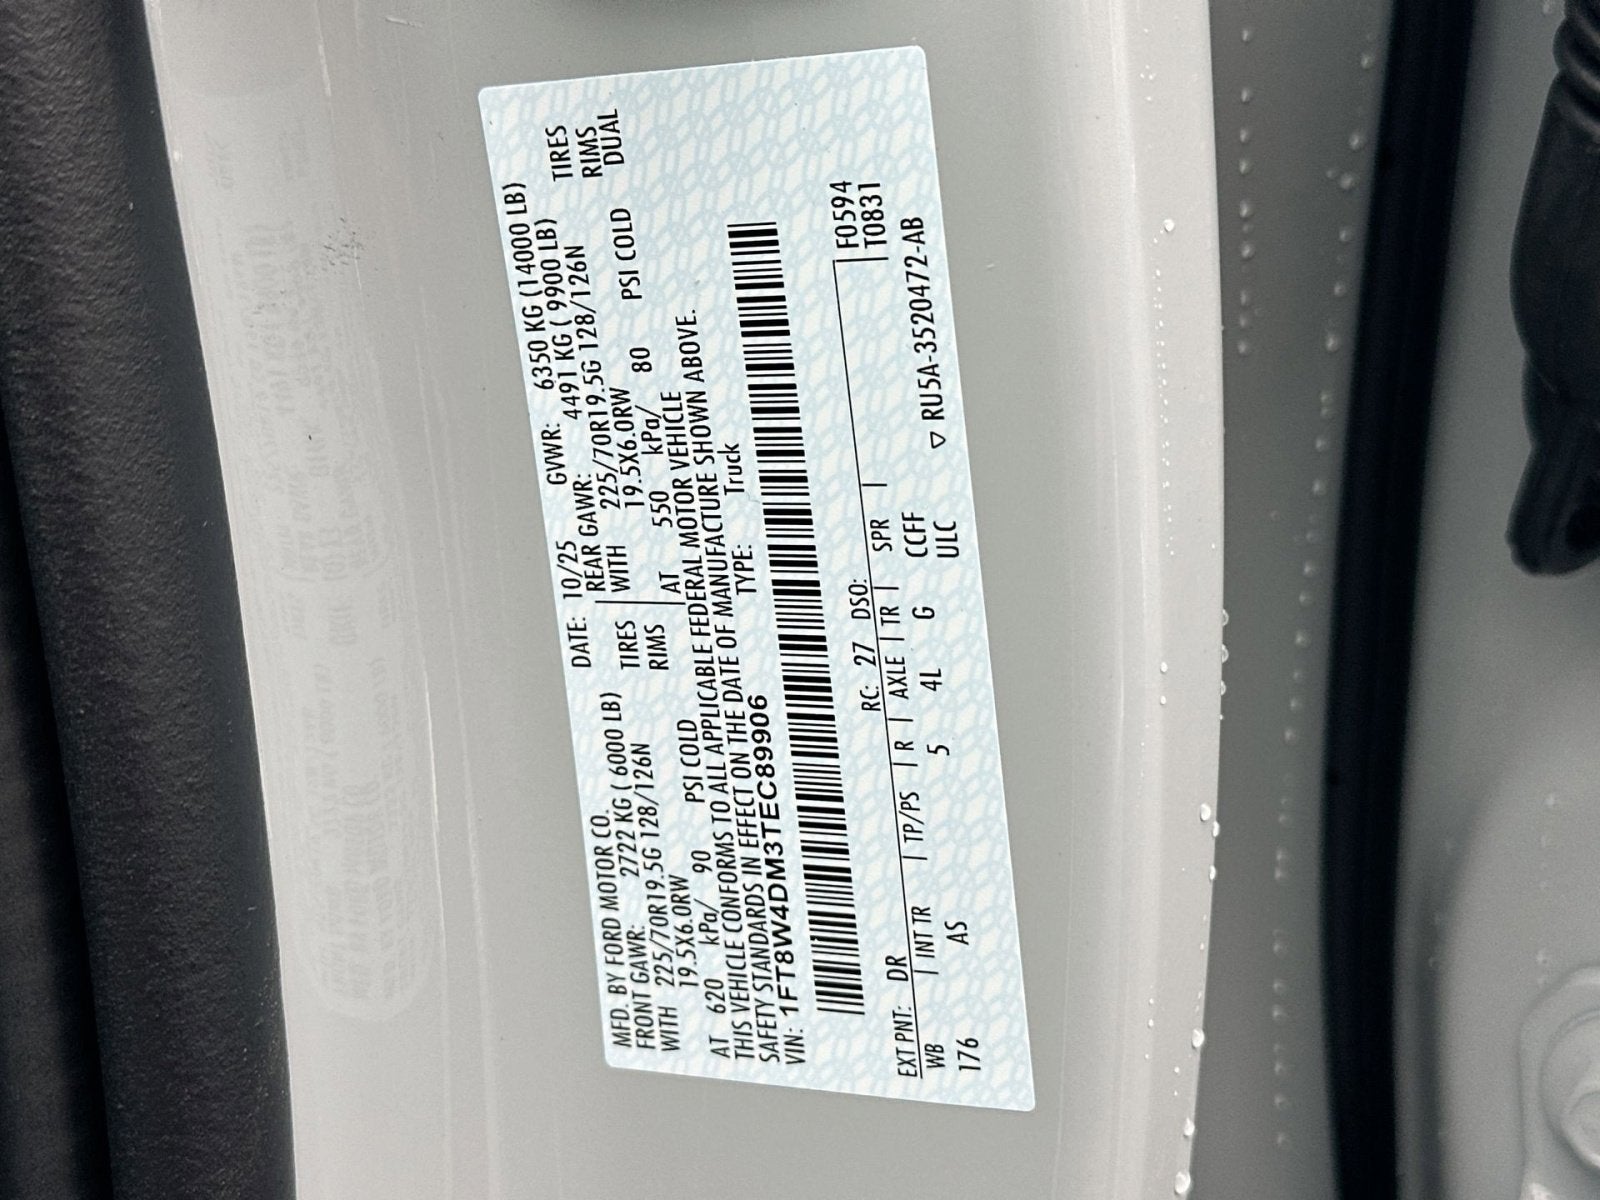 MFD. BY FORD MOTOR CO.
DATE: 10/25 GVWR: 6350 KG (14000 LB)
FRONT GAWR: 2722 KG ( 6000 LB) REAR GAWR: 4491 KG ( 9900 LB)
WITH 225/70R19.5G 128/126N TIRES WITH 225/70R19.5G 128/126N TIRES
19.5X6.0RW RIMS 19.5X6.0RW RIMS
AT 620 kPa/ 90 PSI COLD AT 550 kPa/ 80 PSI COLD DUAL
THIS VEHICLE CONFORMS TO ALL APPLICABLE FEDERAL MOTOR VEHICLE
SAFETY STANDARDS IN EFFECT ON THE DATE OF MANUFACTURE SHOWN ABOVE.
VIN: 1FT8W4DM3TEC89906 TYPE: Truck
F0594
T0831
EXT PNT: DR RC: 27 DSO:
WB INT TR TP/PS R AXLE TR SPR
176 AS 5 4L G CCFF
ULC
▽ RU5A-3520472-AB